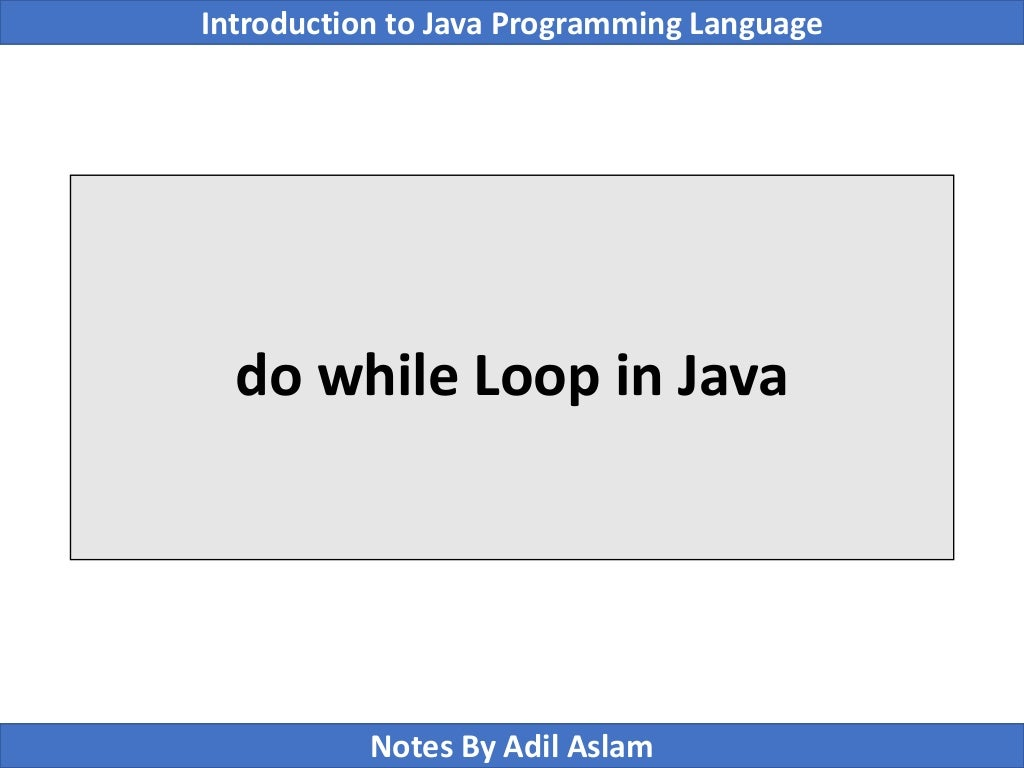 Introduction to Java Programming Language
do while Loop in Java
Notes By Adil Aslam